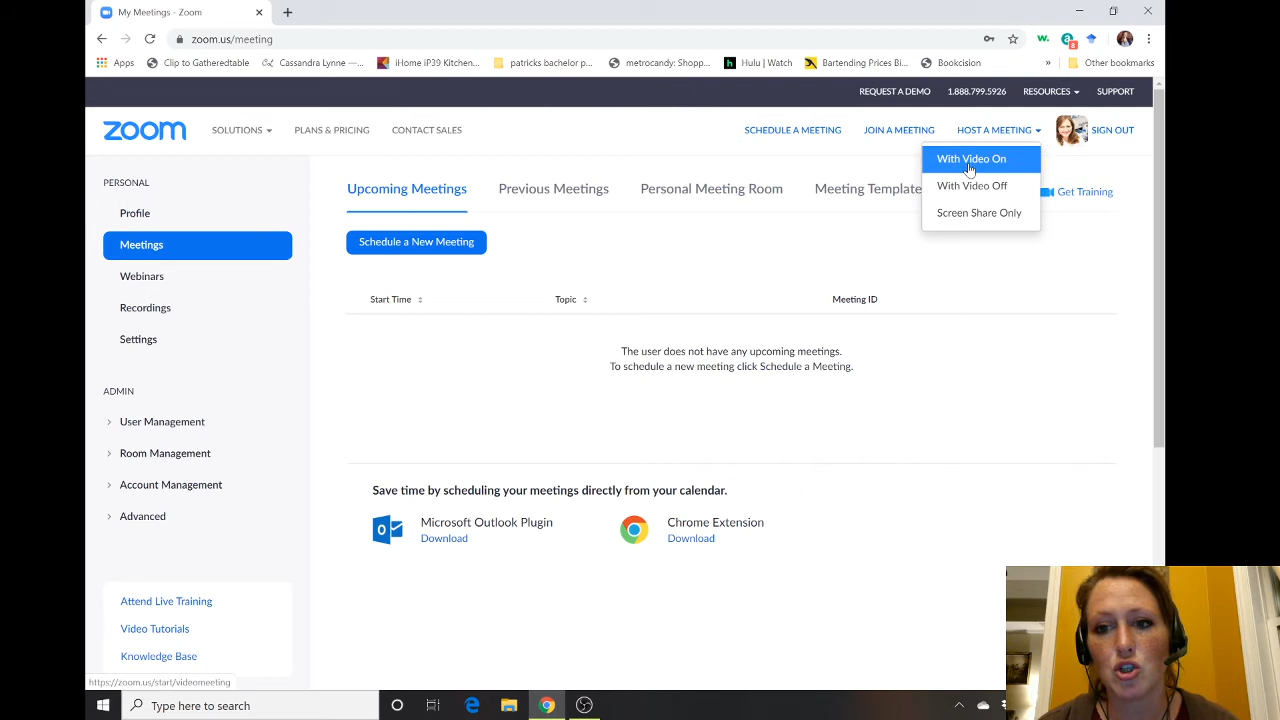 My Meetings - Zoom
zoom.us/meeting
Apps
Clip to Gatheredtable
Cassandra Lynne —...
iHome iP39 Kitchen...
patrick bachelor p...
metrocandy: Shopp...
Hulu | Watch
Bartending Prices Bi...
Bookcision
»
Other bookmarks
REQUEST A DEMO
1.888.799.5926
RESOURCES
SUPPORT
zoom
SOLUTIONS
PLANS & PRICING
CONTACT SALES
SCHEDULE A MEETING
JOIN A MEETING
HOST A MEETING
SIGN OUT
With Video On
With Video Off
Screen Share Only
PERSONAL
Profile
Meetings
Webinars
Recordings
Settings
ADMIN
User Management
Room Management
Account Management
Advanced
Attend Live Training
Video Tutorials
Knowledge Base
Upcoming Meetings
Previous Meetings
Personal Meeting Room
Meeting Template
Get Training
Schedule a New Meeting
Start Time
Topic
Meeting ID
The user does not have any upcoming meetings.
To schedule a new meeting click Schedule a Meeting.
Save time by scheduling your meetings directly from your calendar.
Microsoft Outlook Plugin
Download
Chrome Extension
Download
https://zoom.us/start/videomeeting
Type here to search